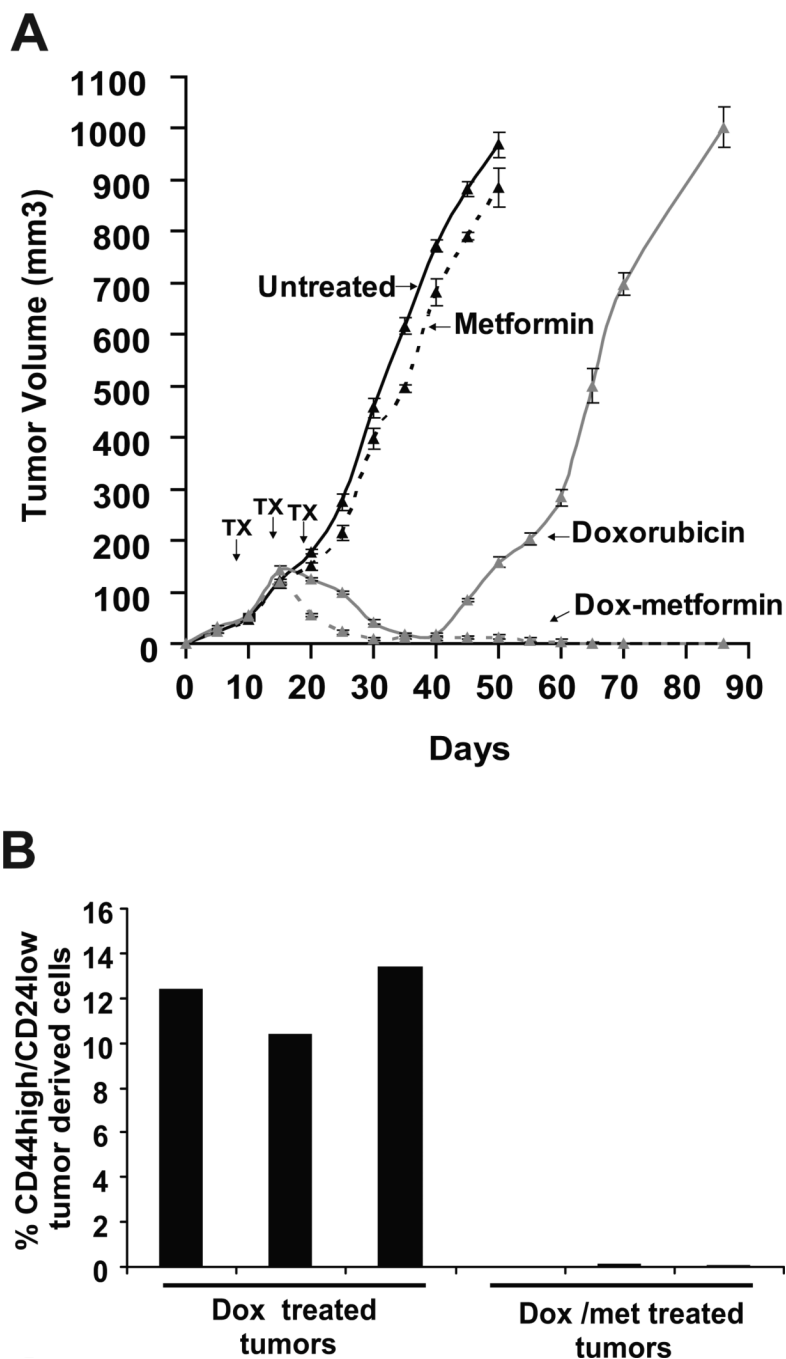 A
Tumor Volume (mm3)
1100
1000
900
800
700
600
500
400
300
200
100
0
Untreated
Metformin
TX
TX
TX
Doxorubicin
Dox-metformin
0 10 20 30 40 50 60 70 80 90
Days
B
% CD44high/CD24low
tumor derived cells
16
14
12
10
8
6
4
2
0
Dox treated
tumors
Dox /met treated
tumors